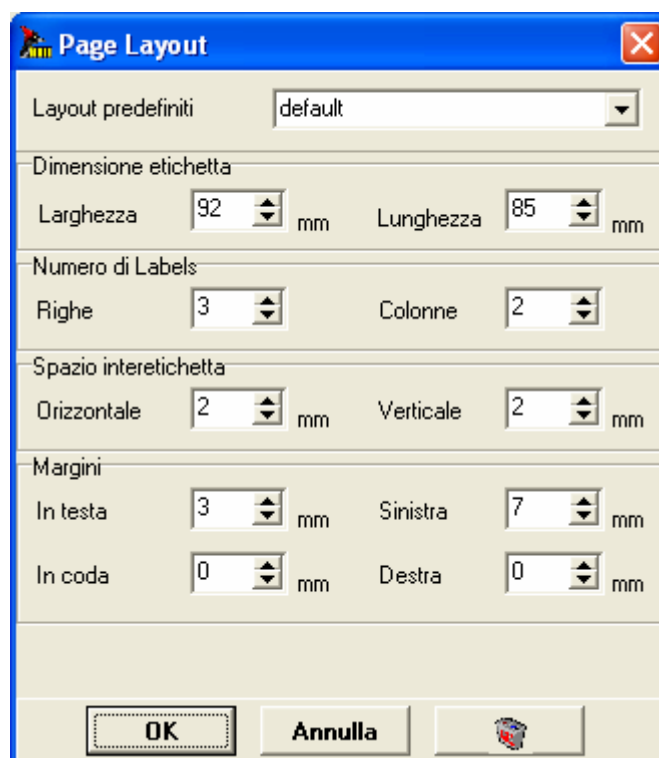 Page Layout
Layout predefiniti default
Dimensione etichetta
Larghezza 92 mm Lunghezza 85 mm
Numero di Labels
Righe 3 Colonne 2
Spazio interetichetta
Orizzontale 2 mm Verticale 2 mm
Margini
In testa 3 mm Sinistra 7 mm
In coda 0 mm Destra 0 mm
OK Annulla